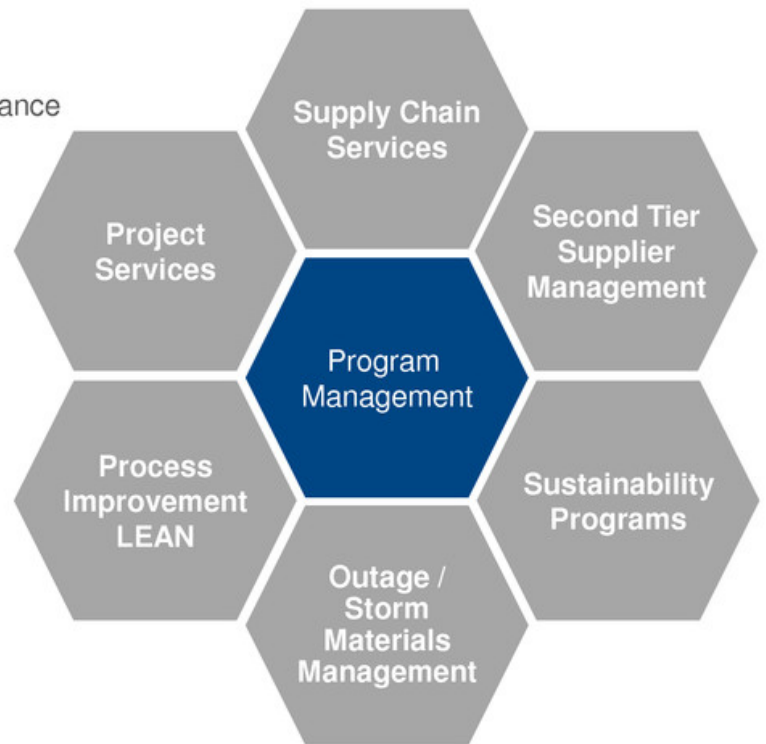 ance
Supply Chain
Services
Project
Services
Second Tier
Supplier
Management
Program
Management
Process
Improvement
LEAN
Sustainability
Programs
Outage /
Storm
Materials
Management